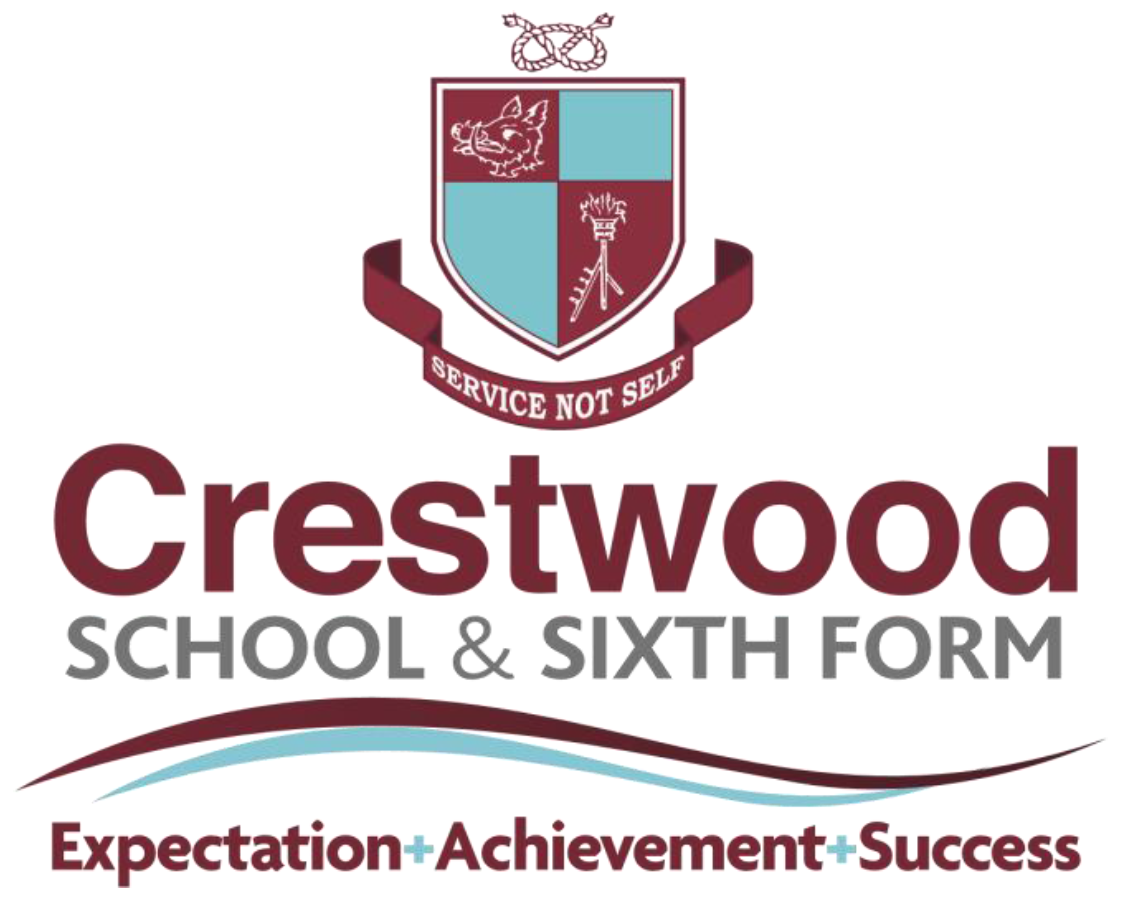 SERVICE NOT SELF
Crestwood
SCHOOL & SIXTH FORM
Expectation+Achievement+Success